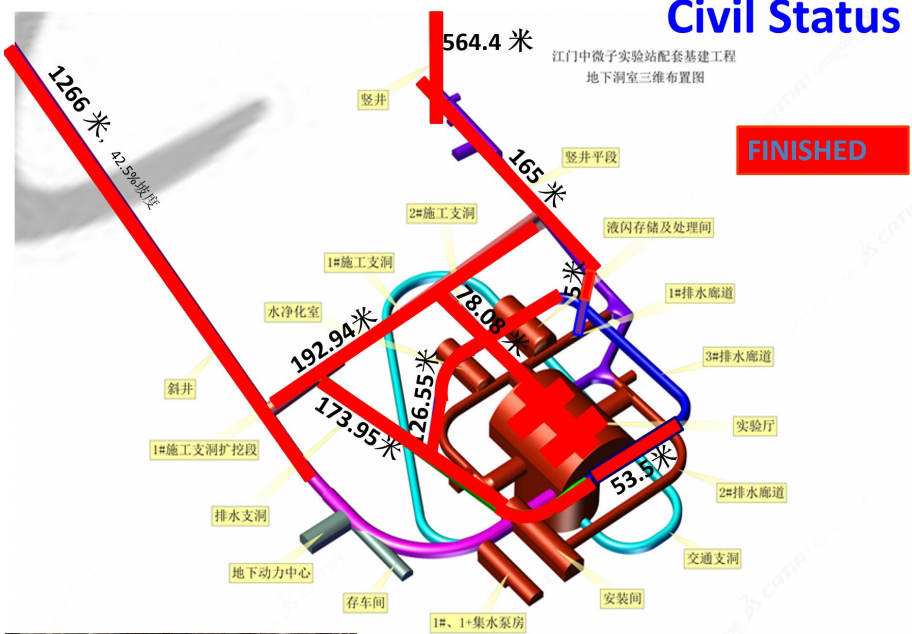 Civil Status
564.4 米
江门中微子实验站配套基建工程
地下洞室三维布置图
1266 米，42.5%坡度
竖井
FINISHED
165 米
竖井平段
2#施工支洞
液闪存储及处理间
1#施工支洞
5米
1#排水廊道
水净化室
78.08 米
192.94米
3#排水廊道
斜井
126.55米
173.95米
实验厅
1#施工支洞扩挖段
53.5米
2#排水廊道
排水支洞
交通支洞
地下动力中心
存车间
安装间
1#、1+集水泵房